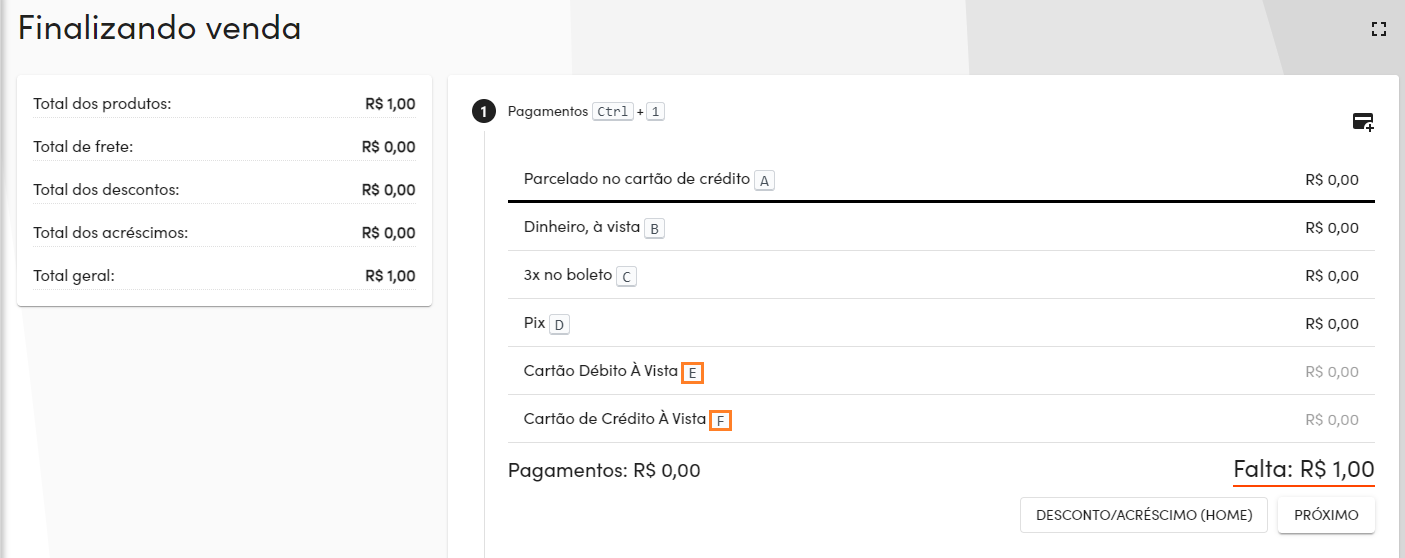 Finalizando venda
Total dos produtos: R$ 1,00
Total de frete: R$ 0,00
Total dos descontos: R$ 0,00
Total dos acréscimos: R$ 0,00
Total geral: R$ 1,00
1 Pagamentos Ctrl + 1
Parcelado no cartão de crédito A R$ 0,00
Dinheiro, à vista B R$ 0,00
3x no boleto C R$ 0,00
Pix D R$ 0,00
Cartão Débito À Vista E R$ 0,00
Cartão de Crédito À Vista F R$ 0,00
Pagamentos: R$ 0,00 Falta: R$ 1,00
DESCONTO/ACRÉSCIMO (HOME) PRÓXIMO